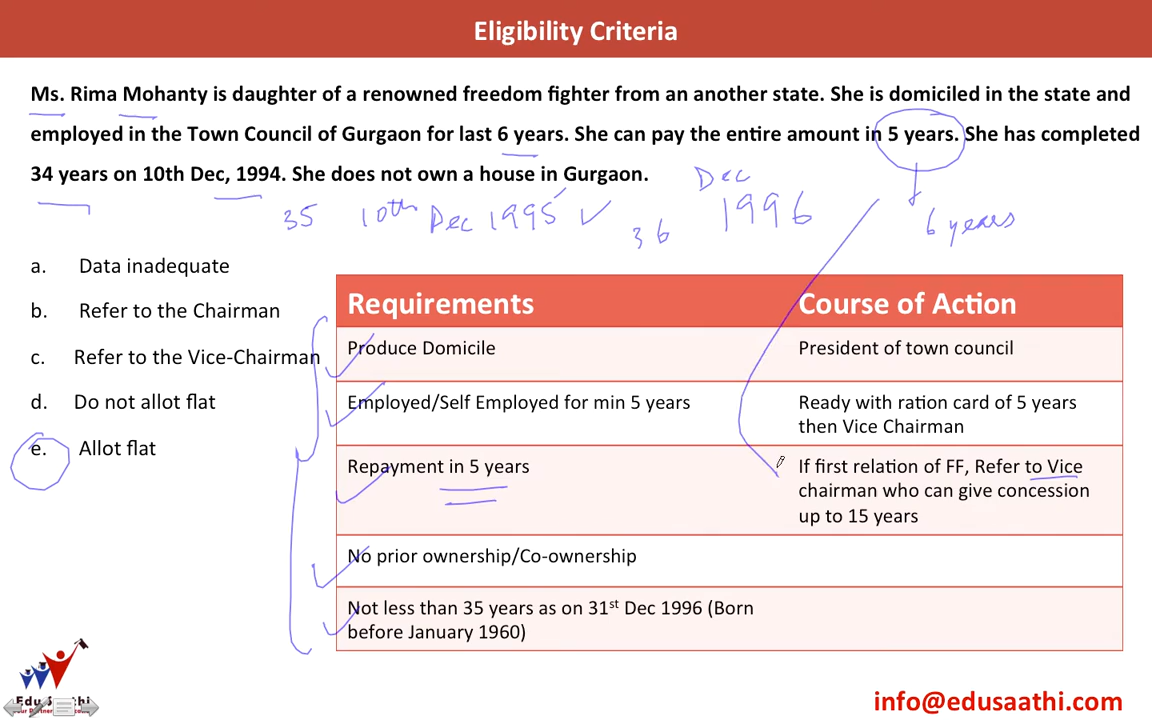 Eligibility Criteria
Ms. Rima Mohanty is daughter of a renowned freedom fighter from an another state. She is domiciled in the state and
employed in the Town Council of Gurgaon for last 6 years. She can pay the entire amount in 5 years. She has completed
34 years on 10th Dec, 1994. She does not own a house in Gurgaon.
35 10th Dec 1995
36 Dec 1996
6 years
a. Data inadequate
b. Refer to the Chairman
c. Refer to the Vice-Chairman
d. Do not allot flat
e. Allot flat
Requirements Course of Action
Produce Domicile President of town council
Employed/Self Employed for min 5 years Ready with ration card of 5 years
then Vice Chairman
Repayment in 5 years If first relation of FF, Refer to Vice
chairman who can give concession
up to 15 years
No prior ownership/Co-ownership
Not less than 35 years as on 31st Dec 1996 (Born
before January 1960)
info@edusaathi.com